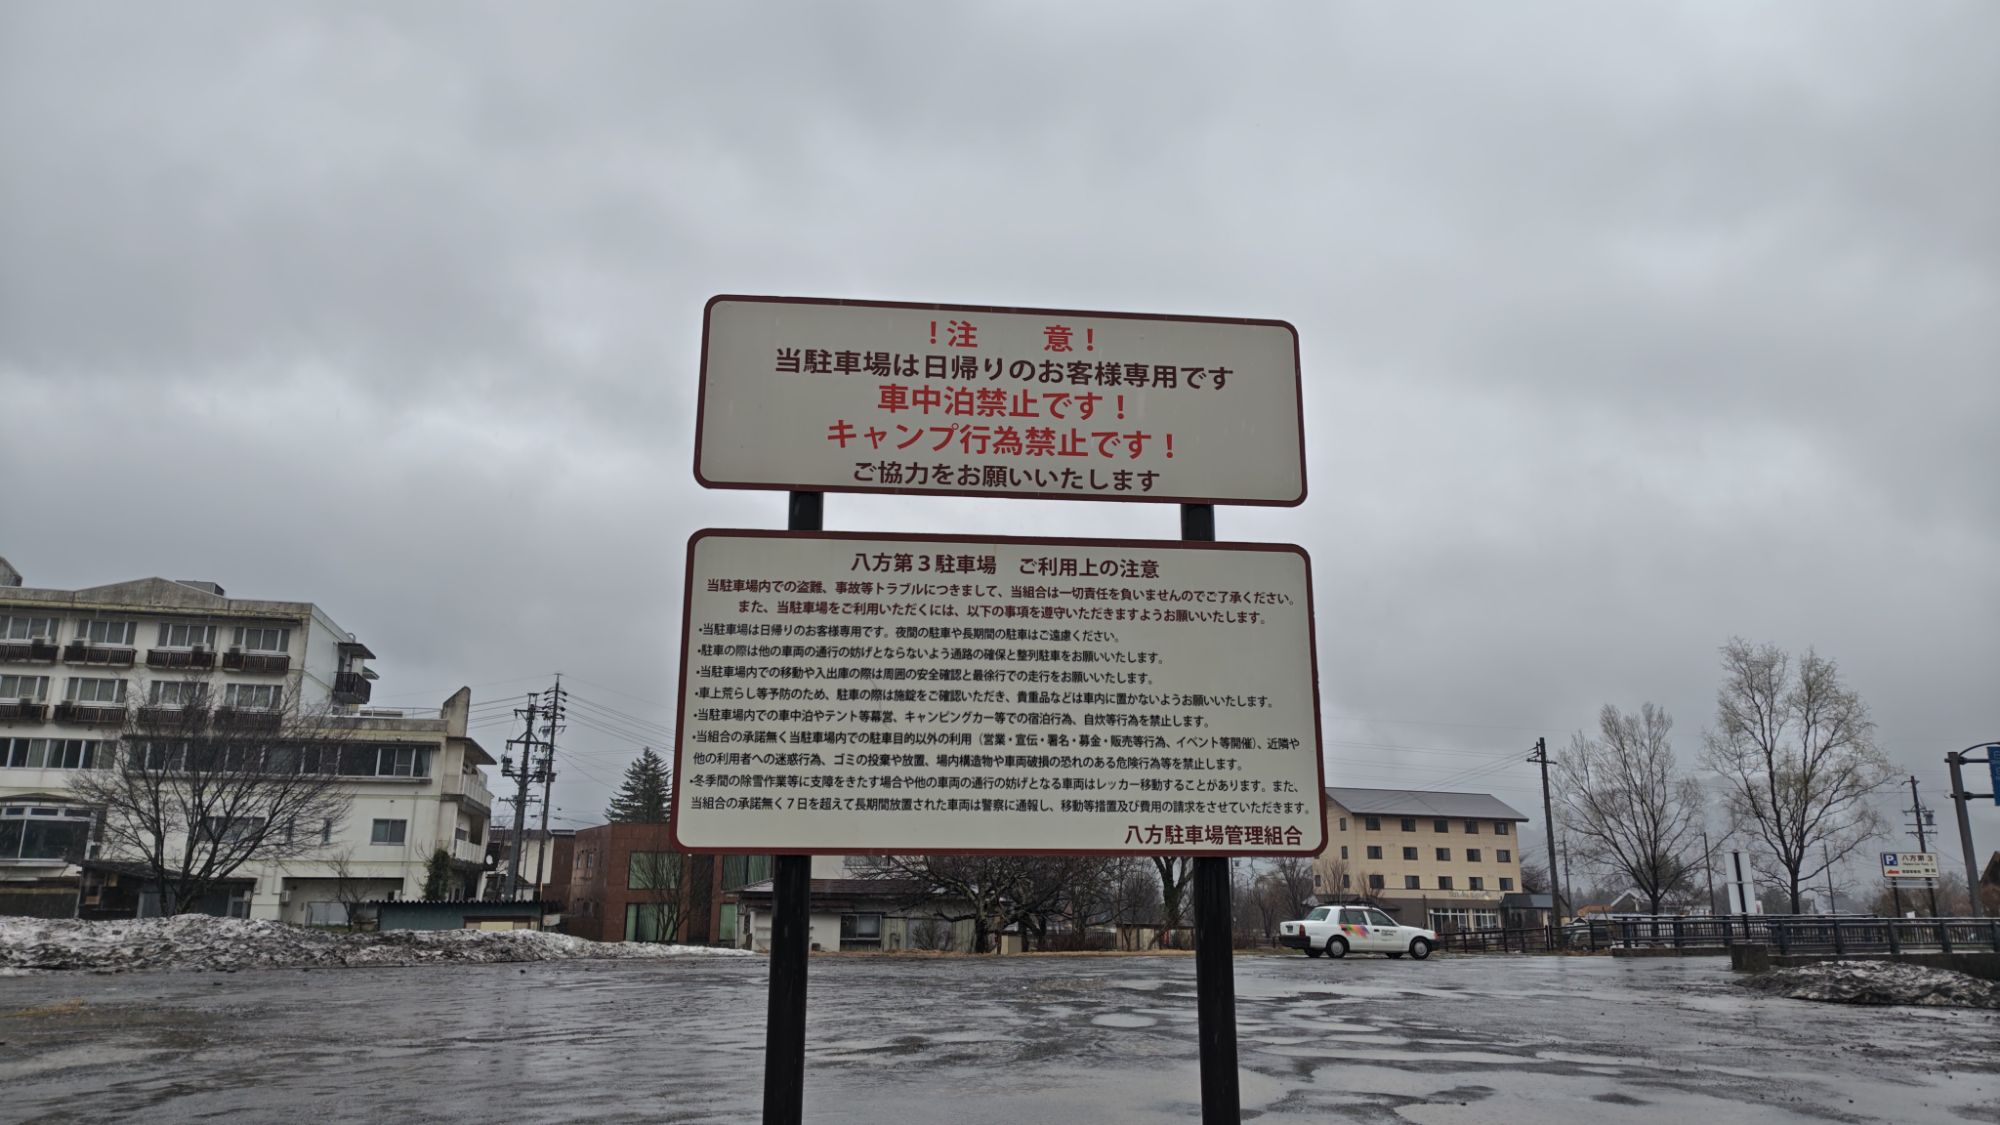 ！注　意！
当駐車場は日帰りのお客様専用です
車中泊禁止です！
キャンプ行為禁止です！
ご協力をお願いいたします
八方第３駐車場　ご利用上の注意
当駐車場内での盗難、事故等トラブルにつきまして、当組合は一切責任を負いませんのでご了承ください。
また、当駐車場をご利用いただくには、以下の事項を遵守いただきますようお願いいたします。
・当駐車場は日帰りのお客様専用です。夜間の駐車や長期間の駐車はご遠慮ください。
・駐車の際は他の車両の通行の妨げとならないよう通路の確保と整列駐車をお願いいたします。
・当駐車場内での移動や入出庫の際は周囲の安全確認と最徐行での走行をお願いいたします。
・車上荒らし等予防のため、駐車の際は施錠をご確認いただき、貴重品などは車内に置かないようお願いいたします。
・当駐車場内での車中泊やテント等幕営、キャンピングカー等での宿泊行為、自炊等行為を禁止します。
・当組合の承諾無く当駐車場内での駐車目的以外の利用（営業・宣伝・署名・募金・販売等行為、イベント等開催）、近隣や
他の利用者への迷惑行為、ゴミの投棄や放置、場内構造物や車両破損の恐れのある危険行為等を禁止します。
・冬季間の除雪作業等に支障をきたす場合や他の車両の通行の妨げとなる車両はレッカー移動することがあります。また、
当組合の承諾無く７日を超えて長期間放置された車両は警察に通報し、移動等措置及び費用の請求をさせていただきます。
八方駐車場管理組合
P 八方第３